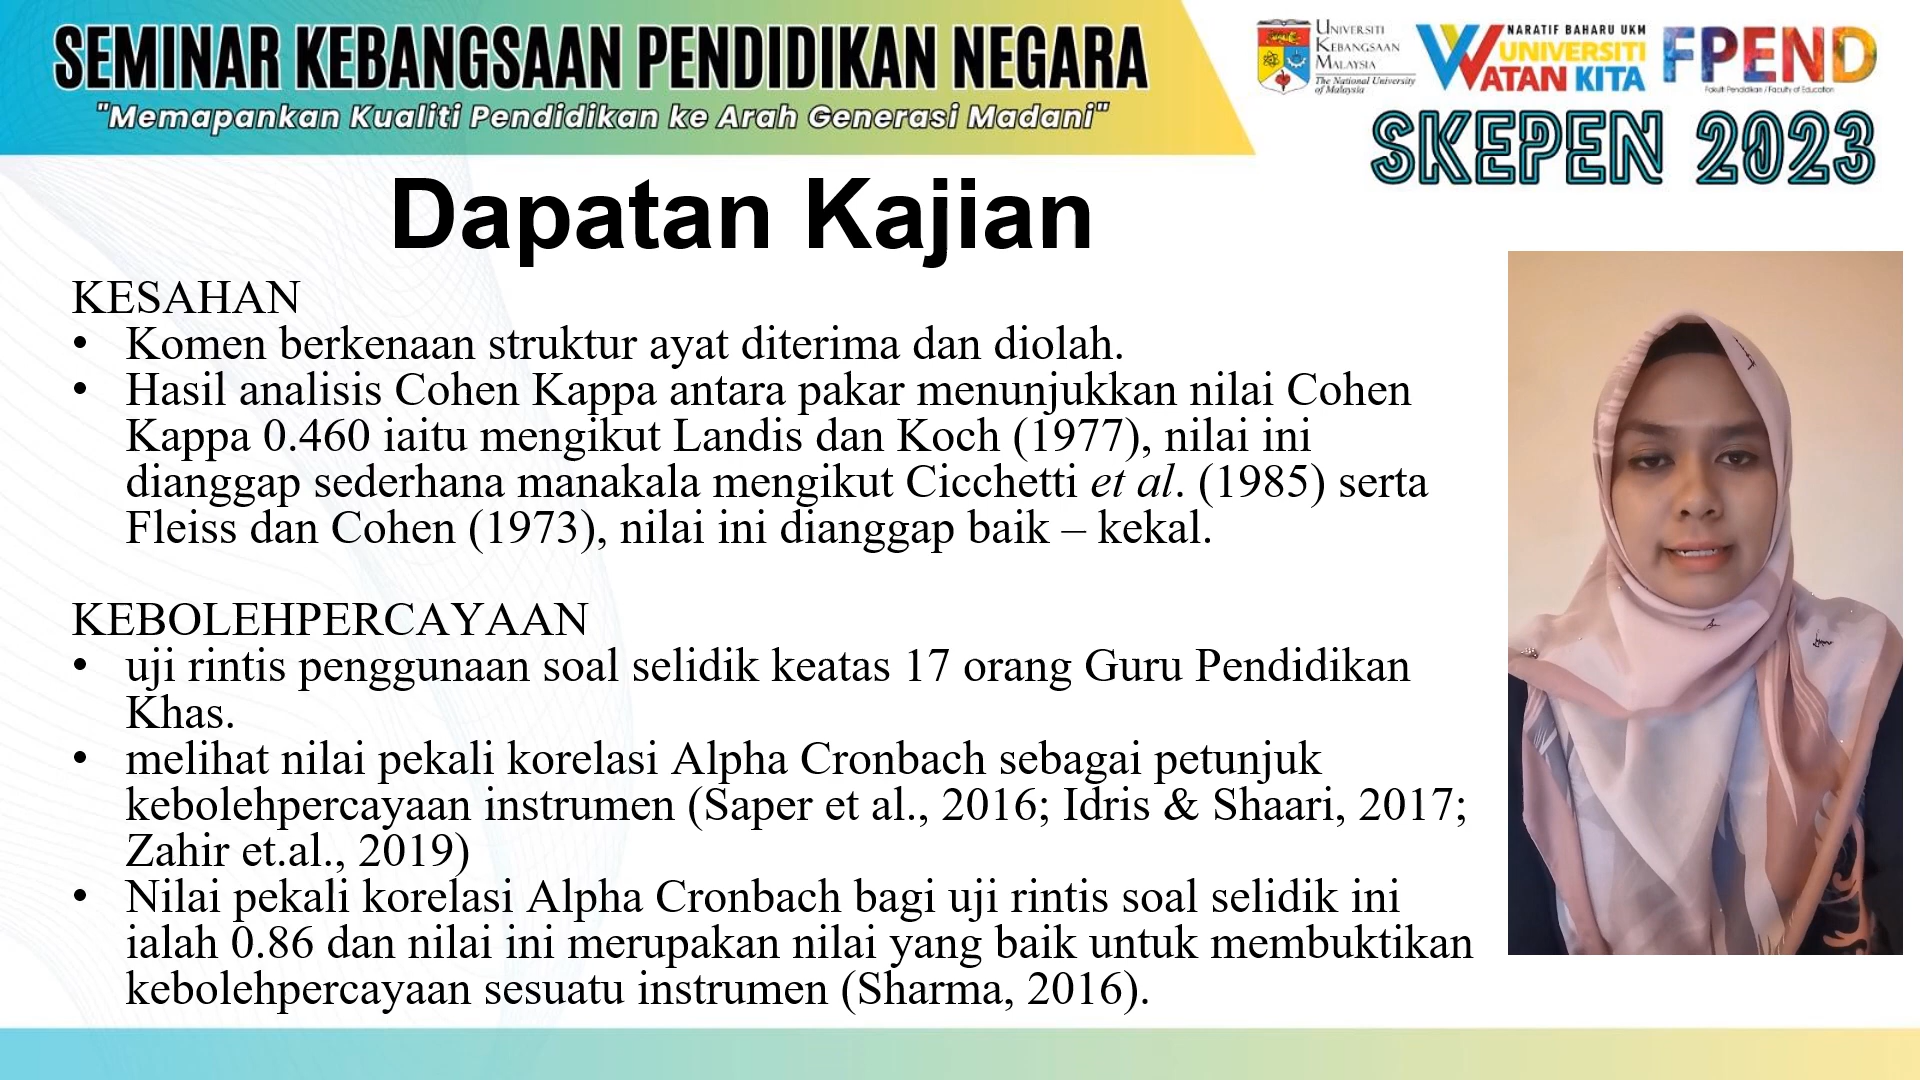 SEMINAR KEBANGSAAN PENDIDIKAN NEGARA
"Memapankan Kualiti Pendidikan ke Arah Generasi Madani"
UNIVERSITI
KEBANGSAAN
MALAYSIA
The National University
of Malaysia
NARATIF BAHARU UKM
UNIVERSITI
WATAN KITA
FPEND
Fakulti Pendidikan / Faculty of Education
SKEPEN 2023
Dapatan Kajian
KESAHAN
• Komen berkenaan struktur ayat diterima dan diolah.
• Hasil analisis Cohen Kappa antara pakar menunjukkan nilai Cohen
Kappa 0.460 iaitu mengikut Landis dan Koch (1977), nilai ini
dianggap sederhana manakala mengikut Cicchetti et al. (1985) serta
Fleiss dan Cohen (1973), nilai ini dianggap baik – kekal.
KEBOLEHPERCAYAAN
• uji rintis penggunaan soal selidik keatas 17 orang Guru Pendidikan
Khas.
• melihat nilai pekali korelasi Alpha Cronbach sebagai petunjuk
kebolehpercayaan instrumen (Saper et al., 2016; Idris & Shaari, 2017;
Zahir et.al., 2019)
• Nilai pekali korelasi Alpha Cronbach bagi uji rintis soal selidik ini
ialah 0.86 dan nilai ini merupakan nilai yang baik untuk membuktikan
kebolehpercayaan sesuatu instrumen (Sharma, 2016).